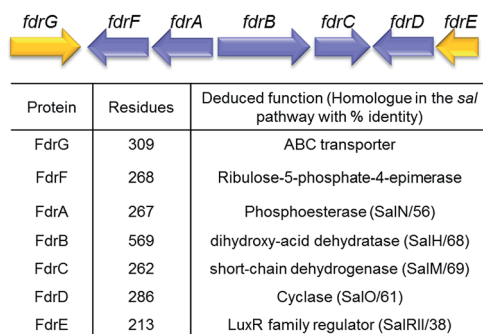 fdrG fdrF fdrA fdrB fdrC fdrD fdrE
Protein Residues Deduced function (Homologue in the sal
pathway with % identity)
FdrG 309 ABC transporter
FdrF 268 Ribulose-5-phosphate-4-epimerase
FdrA 267 Phosphoesterase (SalN/56)
FdrB 569 dihydroxy-acid dehydratase (SalH/68)
FdrC 262 short-chain dehydrogenase (SalM/69)
FdrD 286 Cyclase (SalO/61)
FdrE 213 LuxR family regulator (SalRII/38)